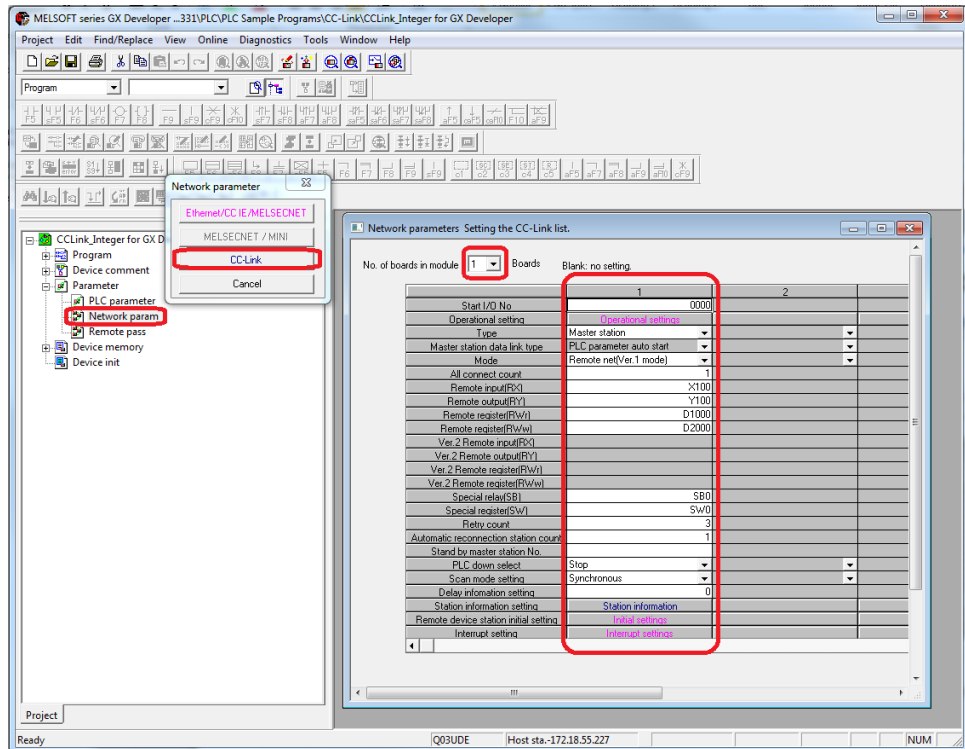 MELSOFT series GX Developer ...331\PLC\PLC Sample Programs\CC-Link\CCLink_Integer for GX Developer
Project Edit Find/Replace View Online Diagnostics Tools Window Help
Program
Network parameter
Ethernet/CC IE/MELSECNET
MELSECNET / MINI
CC-Link
Cancel
CCLink_Integer for GX D
Program
Device comment
Parameter
PLC parameter
Network param
Remote pass
Device memory
Device init
Project
Network parameters Setting the CC-Link list.
No. of boards in module 1 Boards Blank: no setting.
1 2
Start I/O No 0000
Operational setting Operational settings
Type Master station
Master station data link type PLC parameter auto start
Mode Remote net(Ver.1 mode)
All connect count 1
Remote input(RX) X100
Remote output(RY) Y100
Remote register(RWr) D1000
Remote register(RWw) D2000
Ver.2 Remote input(RX)
Ver.2 Remote output(RY)
Ver.2 Remote register(RWr)
Ver.2 Remote register(RWw)
Special relay(SB) SB0
Special register(SW) SW0
Retry count 3
Automatic reconnection station count 1
Stand by master station No.
PLC down select Stop
Scan mode setting Synchronous
Delay infomation setting 0
Station information setting Station information
Remote device station initial setting Initial settings
Interrupt setting Interrupt settings
Ready Q03UDE Host sta.-172.18.55.227 NUM